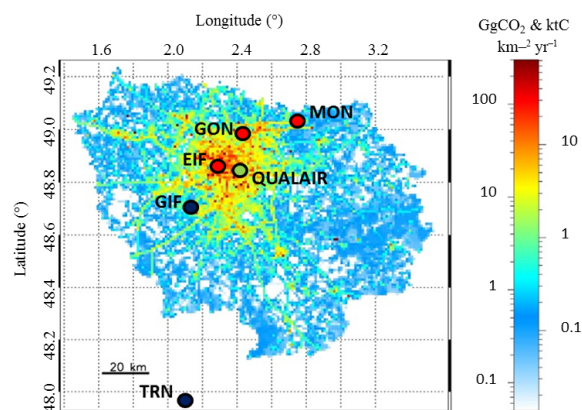 Longitude (°)
1.6 2.0 2.4 2.8 3.2
Latitude (°)
49.2
49.0
48.8
48.6
48.4
48.2
48.0
MON
GON
EIF
QUALAIR
GIF
20 km
TRN
GgCO₂ & ktC
km⁻² yr⁻¹
100
10
10
1
1
0.1
0.1